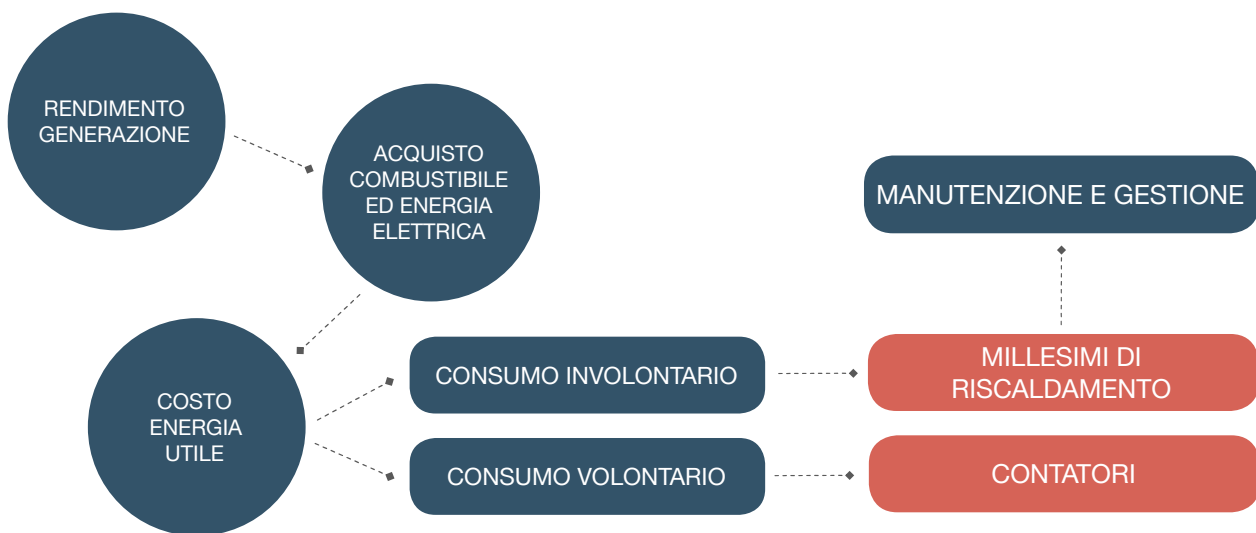 RENDIMENTO
GENERAZIONE
ACQUISTO
COMBUSTIBILE
ED ENERGIA
ELETTRICA
MANUTENZIONE E GESTIONE
COSTO
ENERGIA
UTILE
CONSUMO INVOLONTARIO
MILLESIMI DI
RISCALDAMENTO
CONSUMO VOLONTARIO
CONTATORI